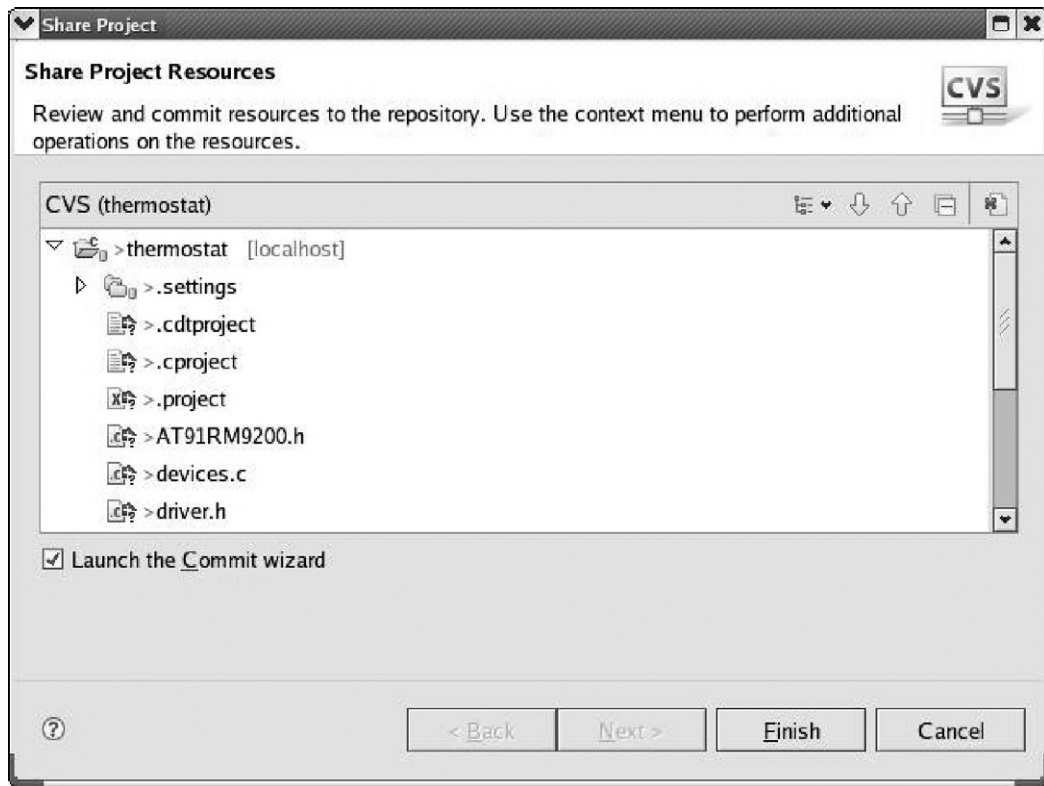 Share Project
Share Project Resources
Review and commit resources to the repository. Use the context menu to perform additional
operations on the resources.
CVS
CVS (thermostat)
>thermostat [localhost]
>.settings
>.cdtproject
>.cproject
>.project
>AT91RM9200.h
>devices.c
>driver.h
Launch the Commit wizard
< Back Next > Finish Cancel